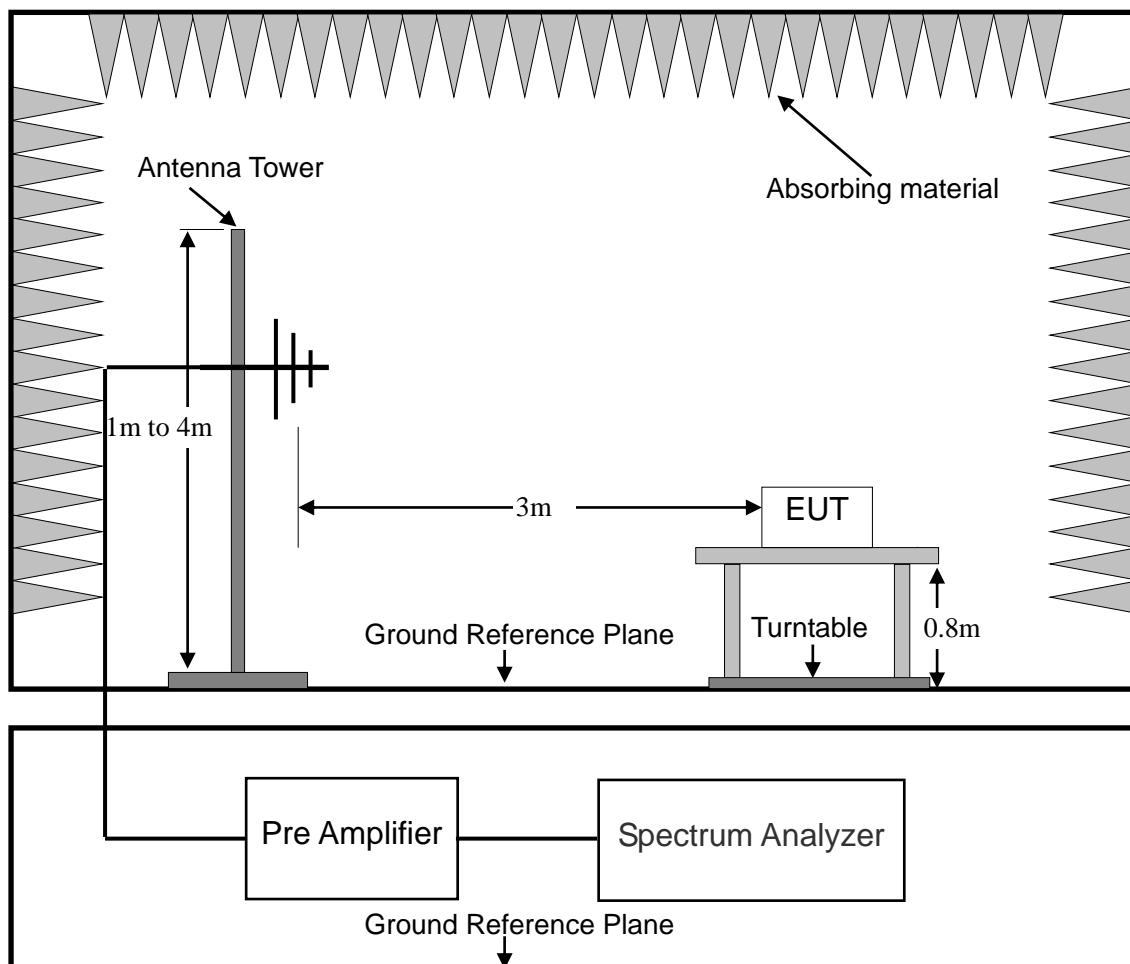 Antenna Tower
Absorbing material
1m to 4m
3m
EUT
Ground Reference Plane
Turntable
0.8m
Pre Amplifier
Spectrum Analyzer
Ground Reference Plane